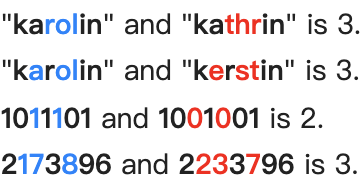 "karolin" and "kathrin" is 3.
"karolin" and "kerstin" is 3.
1011101 and 1001001 is 2.
2173896 and 2233796 is 3.